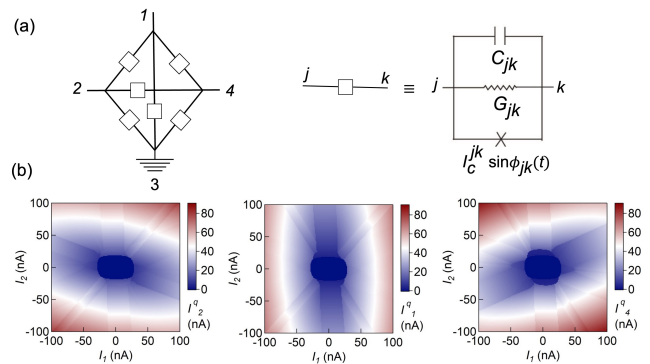 (a)
1
2
4
3
j
k
≡
j
k
C_jk
G_jk
I_c^jk sinϕ_jk(t)
(b)
100
50
0
-50
-100
I_2 (nA)
-100 -50 0 50 100
I_1 (nA)
80
60
40
20
0
I_2^q
(nA)
100
50
0
-50
-100
I_2 (nA)
-100 -50 0 50 100
I_1 (nA)
80
60
40
20
0
I_1^q
(nA)
100
50
0
-50
-100
I_2 (nA)
-100 -50 0 50 100
I_1 (nA)
80
60
40
20
0
I_4^q
(nA)